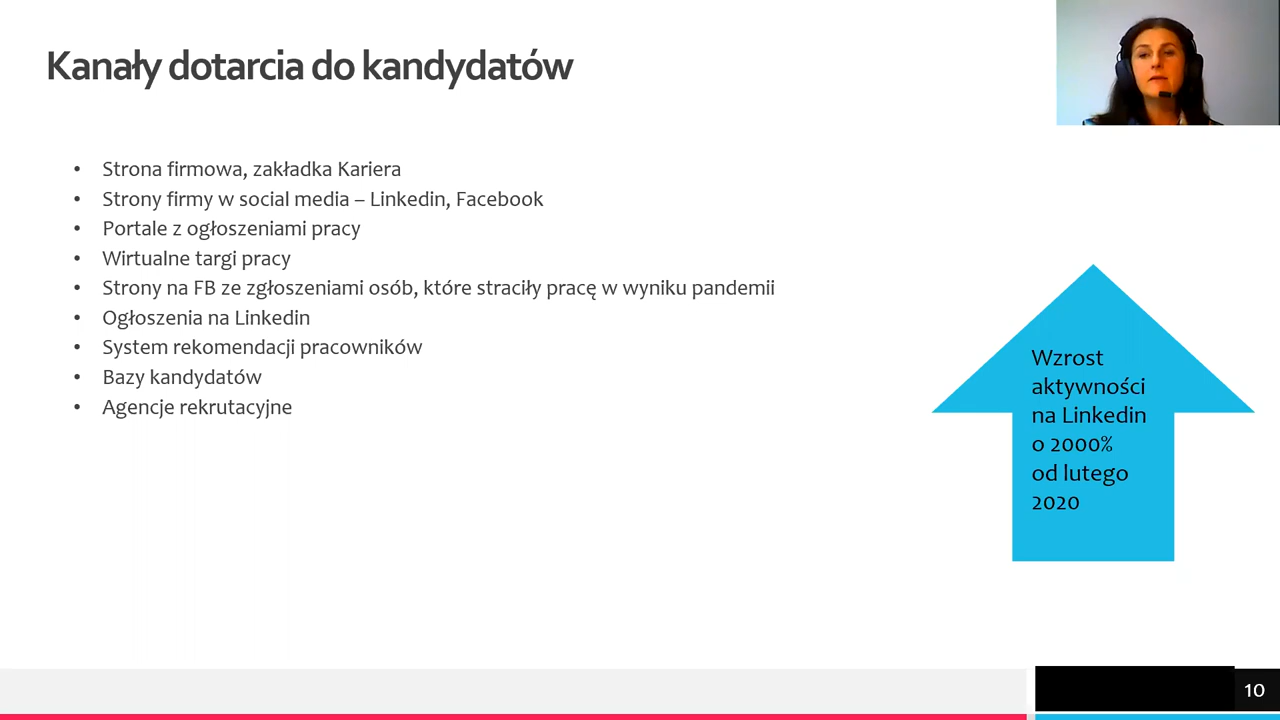 Kanały dotarcia do kandydatów
• Strona firmowa, zakładka Kariera
• Strony firmy w social media – Linkedin, Facebook
• Portale z ogłoszeniami pracy
• Wirtualne targi pracy
• Strony na FB ze zgłoszeniami osób, które straciły pracę w wyniku pandemii
• Ogłoszenia na Linkedin
• System rekomendacji pracowników
• Bazy kandydatów
• Agencje rekrutacyjne
Wzrost
aktywności
na Linkedin
o 2000%
od lutego
2020
10